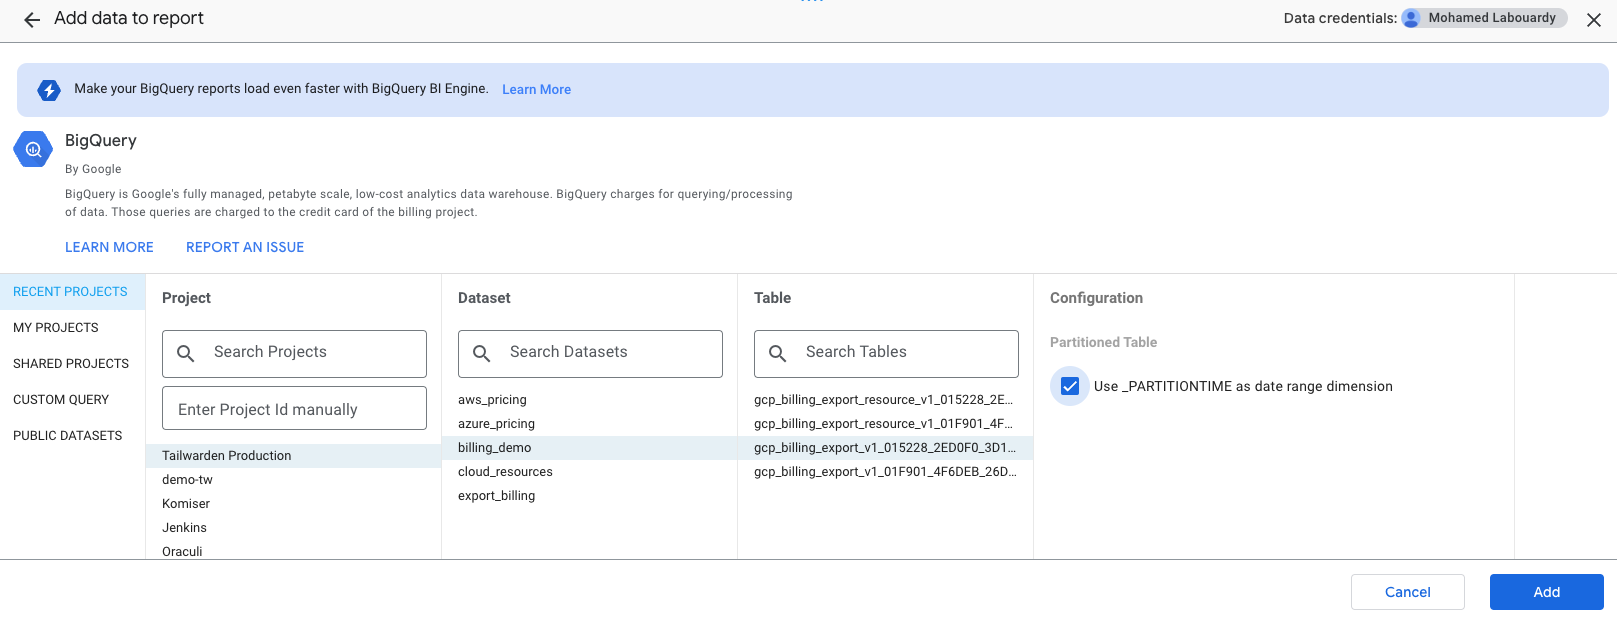 Add data to report
Data credentials: Mohamed Labouardy
Make your BigQuery reports load even faster with BigQuery BI Engine. Learn More
BigQuery
By Google
BigQuery is Google's fully managed, petabyte scale, low-cost analytics data warehouse. BigQuery charges for querying/processing
of data. Those queries are charged to the credit card of the billing project.
LEARN MORE REPORT AN ISSUE
RECENT PROJECTS
MY PROJECTS
SHARED PROJECTS
CUSTOM QUERY
PUBLIC DATASETS
Project
Search Projects
Enter Project Id manually
Tailwarden Production
demo-tw
Komiser
Jenkins
Oraculi
Dataset
Search Datasets
aws_pricing
azure_pricing
billing_demo
cloud_resources
export_billing
Table
Search Tables
gcp_billing_export_resource_v1_015228_2E...
gcp_billing_export_resource_v1_01F901_4F...
gcp_billing_export_v1_015228_2ED0F0_3D1...
gcp_billing_export_v1_01F901_4F6DEB_26D...
Configuration
Partitioned Table
Use _PARTITIONTIME as date range dimension
Cancel
Add